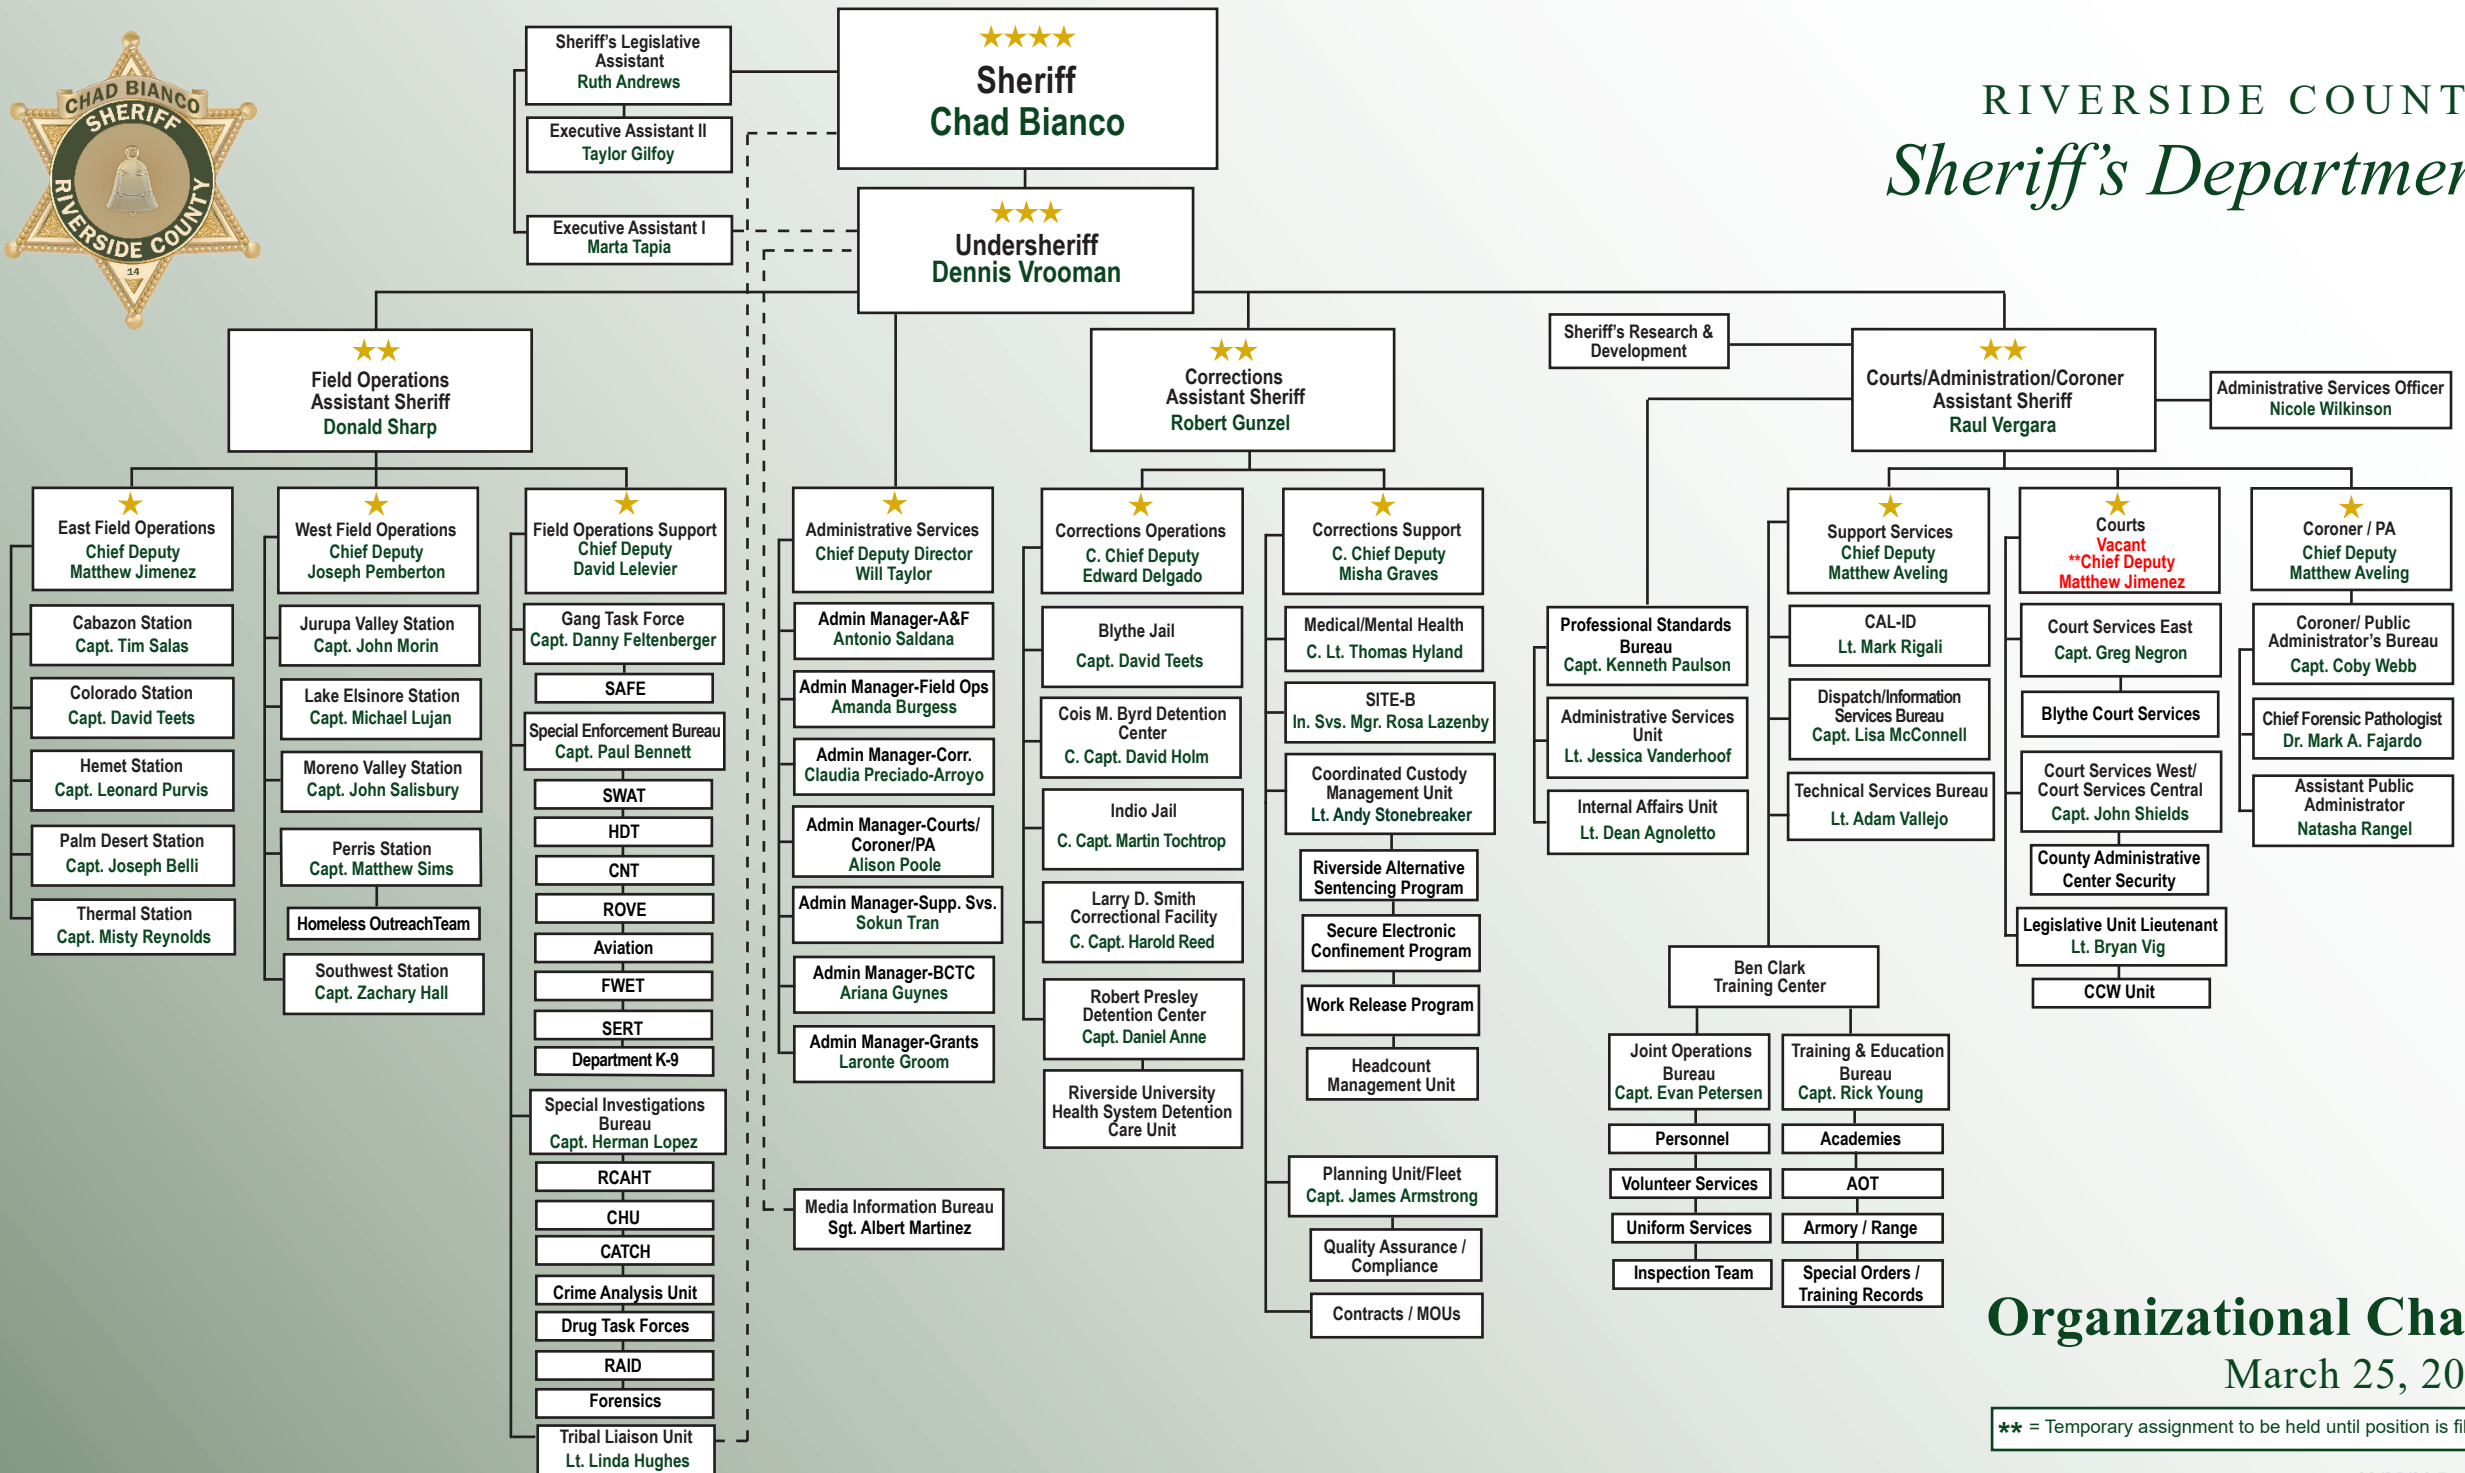 CHAD BIANCO
SHERIFF
RIVERSIDE COUNTY
14
RIVERSIDE COUNT
Sheriff's Departmen
Sheriff's Legislative
Assistant
Ruth Andrews
Executive Assistant II
Taylor Gilfoy
Executive Assistant I
Marta Tapia
Sheriff
Chad Bianco
Undersheriff
Dennis Vrooman
Field Operations
Assistant Sheriff
Donald Sharp
Corrections
Assistant Sheriff
Robert Gunzel
Sheriff's Research &
Development
Courts/Administration/Coroner
Assistant Sheriff
Raul Vergara
Administrative Services Officer
Nicole Wilkinson
East Field Operations
Chief Deputy
Matthew Jimenez
Cabazon Station
Capt. Tim Salas
Colorado Station
Capt. David Teets
Hemet Station
Capt. Leonard Purvis
Palm Desert Station
Capt. Joseph Belli
Thermal Station
Capt. Misty Reynolds
West Field Operations
Chief Deputy
Joseph Pemberton
Jurupa Valley Station
Capt. John Morin
Lake Elsinore Station
Capt. Michael Lujan
Moreno Valley Station
Capt. John Salisbury
Perris Station
Capt. Matthew Sims
Homeless OutreachTeam
Southwest Station
Capt. Zachary Hall
Field Operations Support
Chief Deputy
David Lelevier
Gang Task Force
Capt. Danny Feltenberger
SAFE
Special Enforcement Bureau
Capt. Paul Bennett
SWAT
HDT
CNT
ROVE
Aviation
FWET
SERT
Department K-9
Special Investigations
Bureau
Capt. Herman Lopez
RCAHT
CHU
CATCH
Crime Analysis Unit
Drug Task Forces
RAID
Forensics
Tribal Liaison Unit
Lt. Linda Hughes
Administrative Services
Chief Deputy Director
Will Taylor
Admin Manager-A&F
Antonio Saldana
Admin Manager-Field Ops
Amanda Burgess
Admin Manager-Corr.
Claudia Preciado-Arroyo
Admin Manager-Courts/
Coroner/PA
Alison Poole
Admin Manager-Supp. Svs.
Sokun Tran
Admin Manager-BCTC
Ariana Guynes
Admin Manager-Grants
Laronte Groom
Media Information Bureau
Sgt. Albert Martinez
Corrections Operations
C. Chief Deputy
Edward Delgado
Blythe Jail
Capt. David Teets
Cois M. Byrd Detention
Center
C. Capt. David Holm
Indio Jail
C. Capt. Martin Tochtrop
Larry D. Smith
Correctional Facility
C. Capt. Harold Reed
Robert Presley
Detention Center
Capt. Daniel Anne
Riverside University
Health System Detention
Care Unit
Corrections Support
C. Chief Deputy
Misha Graves
Medical/Mental Health
C. Lt. Thomas Hyland
SITE-B
In. Svs. Mgr. Rosa Lazenby
Coordinated Custody
Management Unit
Lt. Andy Stonebreaker
Riverside Alternative
Sentencing Program
Secure Electronic
Confinement Program
Work Release Program
Headcount
Management Unit
Planning Unit/Fleet
Capt. James Armstrong
Quality Assurance /
Compliance
Contracts / MOUs
Professional Standards
Bureau
Capt. Kenneth Paulson
Administrative Services
Unit
Lt. Jessica Vanderhoof
Internal Affairs Unit
Lt. Dean Agnoletto
Support Services
Chief Deputy
Matthew Aveling
CAL-ID
Lt. Mark Rigali
Dispatch/Information
Services Bureau
Capt. Lisa McConnell
Technical Services Bureau
Lt. Adam Vallejo
Ben Clark
Training Center
Joint Operations
Bureau
Capt. Evan Petersen
Personnel
Volunteer Services
Uniform Services
Inspection Team
Training & Education
Bureau
Capt. Rick Young
Academies
AOT
Armory / Range
Special Orders /
Training Records
Courts
Vacant
**Chief Deputy
Matthew Jimenez
Court Services East
Capt. Greg Negron
Blythe Court Services
Court Services West/
Court Services Central
Capt. John Shields
County Administrative
Center Security
Legislative Unit Lieutenant
Lt. Bryan Vig
CCW Unit
Coroner / PA
Chief Deputy
Matthew Aveling
Coroner/ Public
Administrator's Bureau
Capt. Coby Webb
Chief Forensic Pathologist
Dr. Mark A. Fajardo
Assistant Public
Administrator
Natasha Rangel
Organizational Cha
March 25, 20
** = Temporary assignment to be held until position is fil